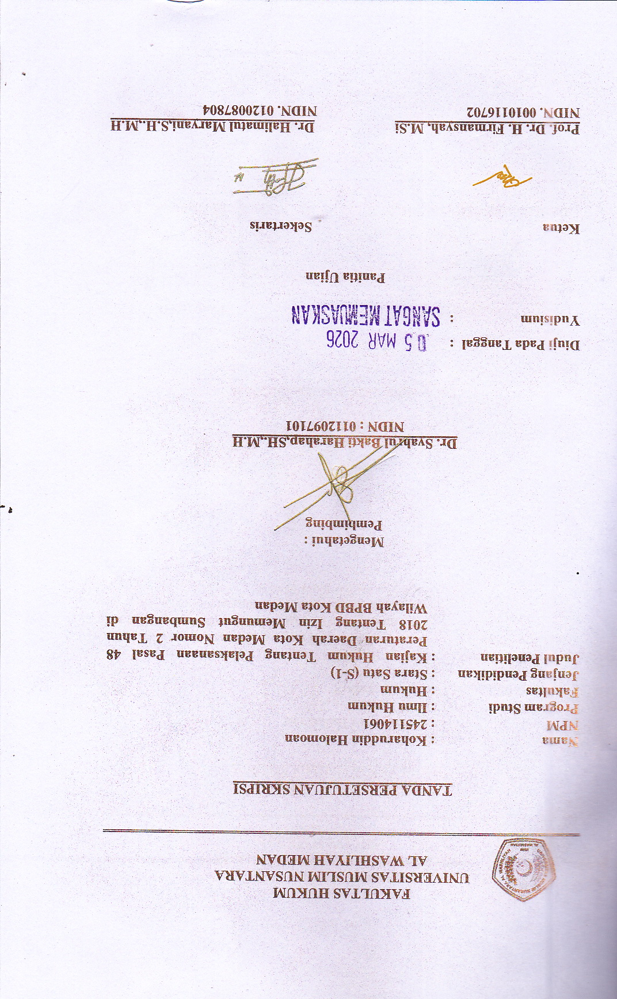 FAKULTAS HUKUM
UNIVERSITAS MUSLIM NUSANTARA
AL WASHLIYAH MEDAN
TANDA PERSETUJUAN SKRIPSI
Nama : Koharuddin Halomoan
NPM : 245114061
Program Studi : Ilmu Hukum
Fakultas : Hukum
Jenjang Pendidikan : Stara Satu (S-1)
Judul Penelitian : Kajian Hukum Tentang Pelaksanaan Pasal 48
Peraturan Daerah Kota Medan Nomor 2 Tahun
2018 Tentang Izin Memungut Sumbangan di
Wilayah BPBD Kota Medan
Mengetahui :
Pembimbing
Dr. Syahrul Bakti Harahap,SH.,M.H
NIDN : 0112097101
Diuji Pada Tanggal : 05 MAR 2026
Yudisium : SANGAT MEMUASKAN
Panitia Ujian
Ketua Sekertaris
Prof. Dr. H. Firmansyah, M.Si Dr. Halimatul Maryani,S.H.,M.H
NIDN. 0010116702 NIDN. 0120087804